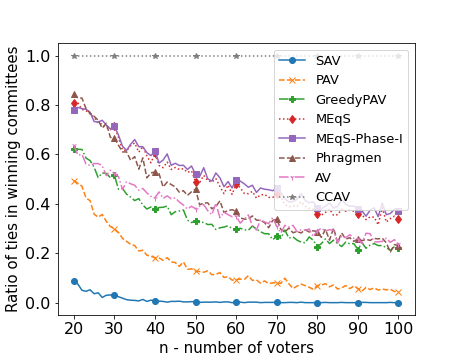 Ratio of ties in winning committees
1.0
0.8
0.6
0.4
0.2
0.0
SAV
PAV
GreedyPAV
MEqS
MEqS-Phase-I
Phragmen
AV
CCAV
20 30 40 50 60 70 80 90 100
n - number of voters